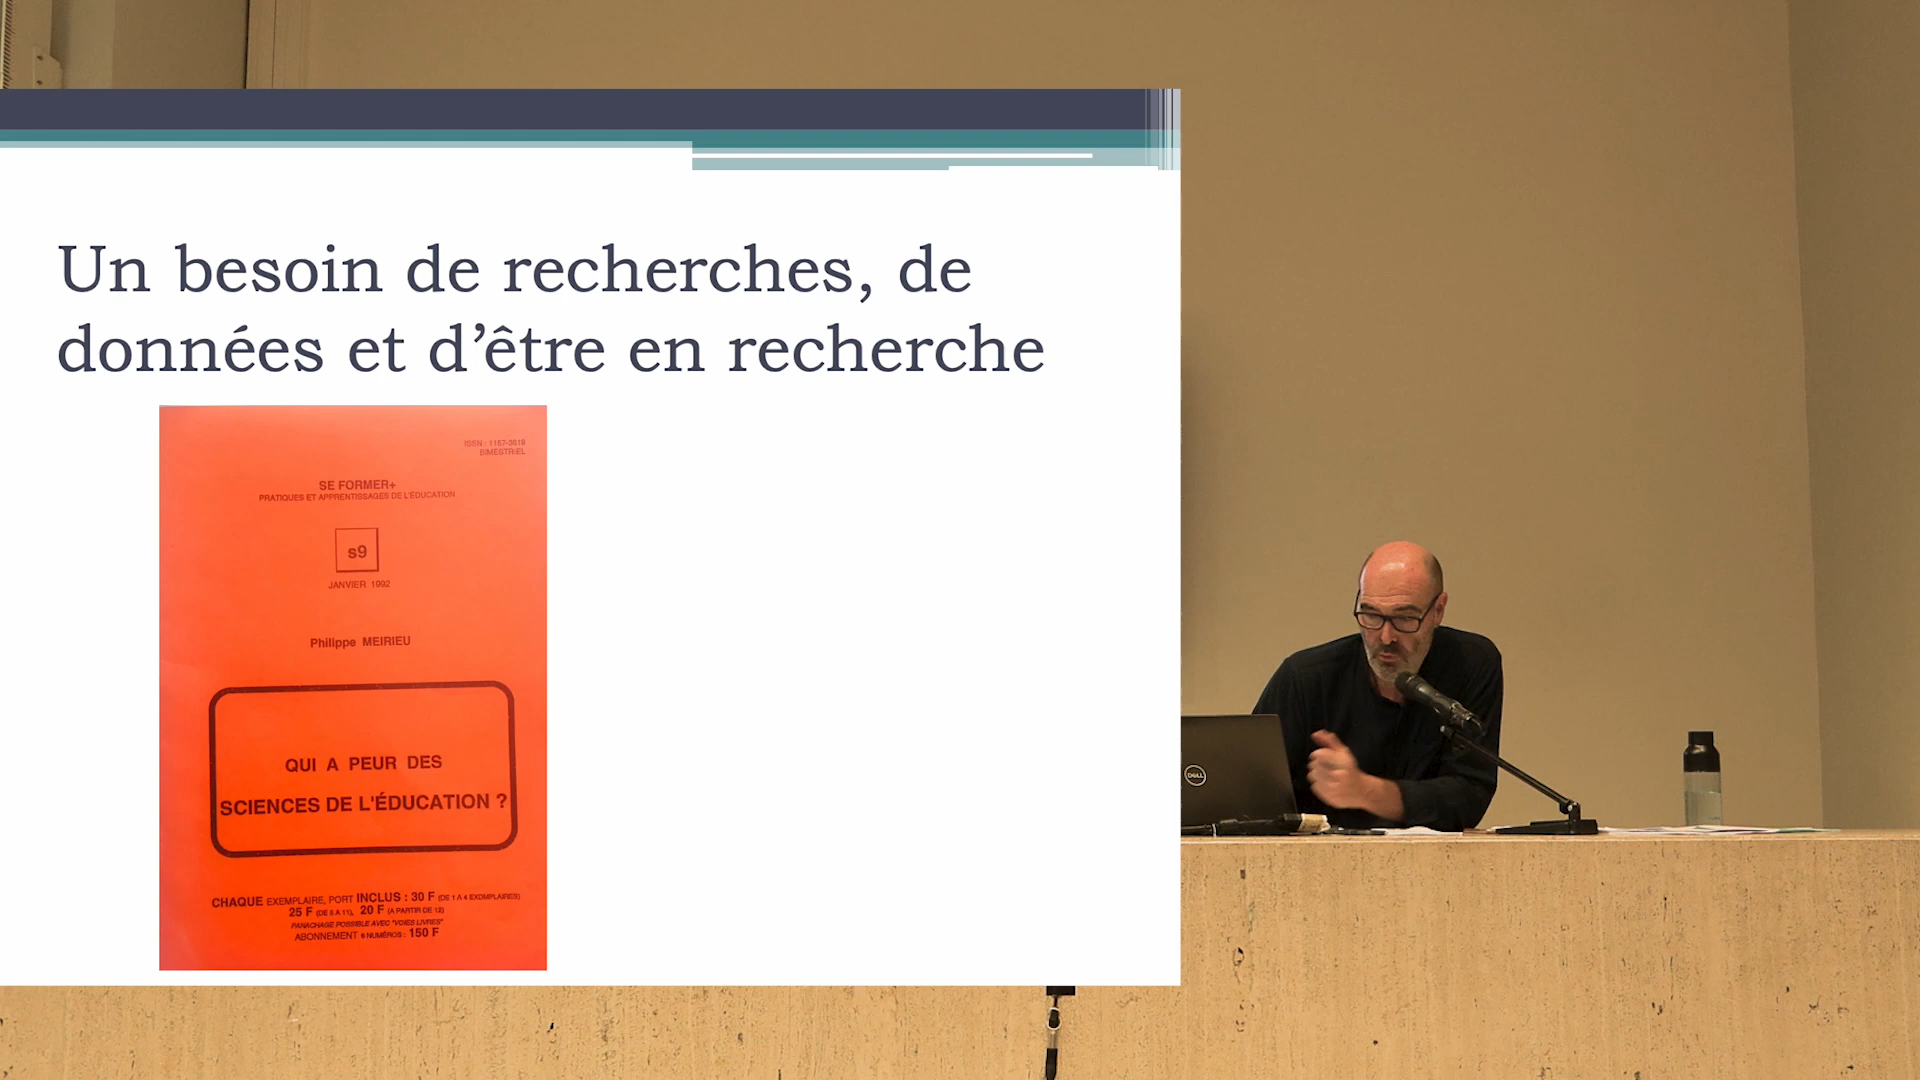 Un besoin de recherches, de
données et d’être en recherche
ISSN : 1157-3619
BIMESTRIEL
SE FORMER+
PRATIQUES ET APPRENTISSAGES DE L'ÉDUCATION
s9
JANVIER 1992
Philippe MEIRIEU
QUI A PEUR DES
SCIENCES DE L'ÉDUCATION ?
CHAQUE EXEMPLAIRE, PORT INCLUS : 30 F (DE 1 A 4 EXEMPLAIRES)
25 F (DE 5 A 11), 20 F (A PARTIR DE 12)
PANACHAGE POSSIBLE AVEC "VOIES LIVRES"
ABONNEMENT 6 NUMÉROS : 150 F
DELL